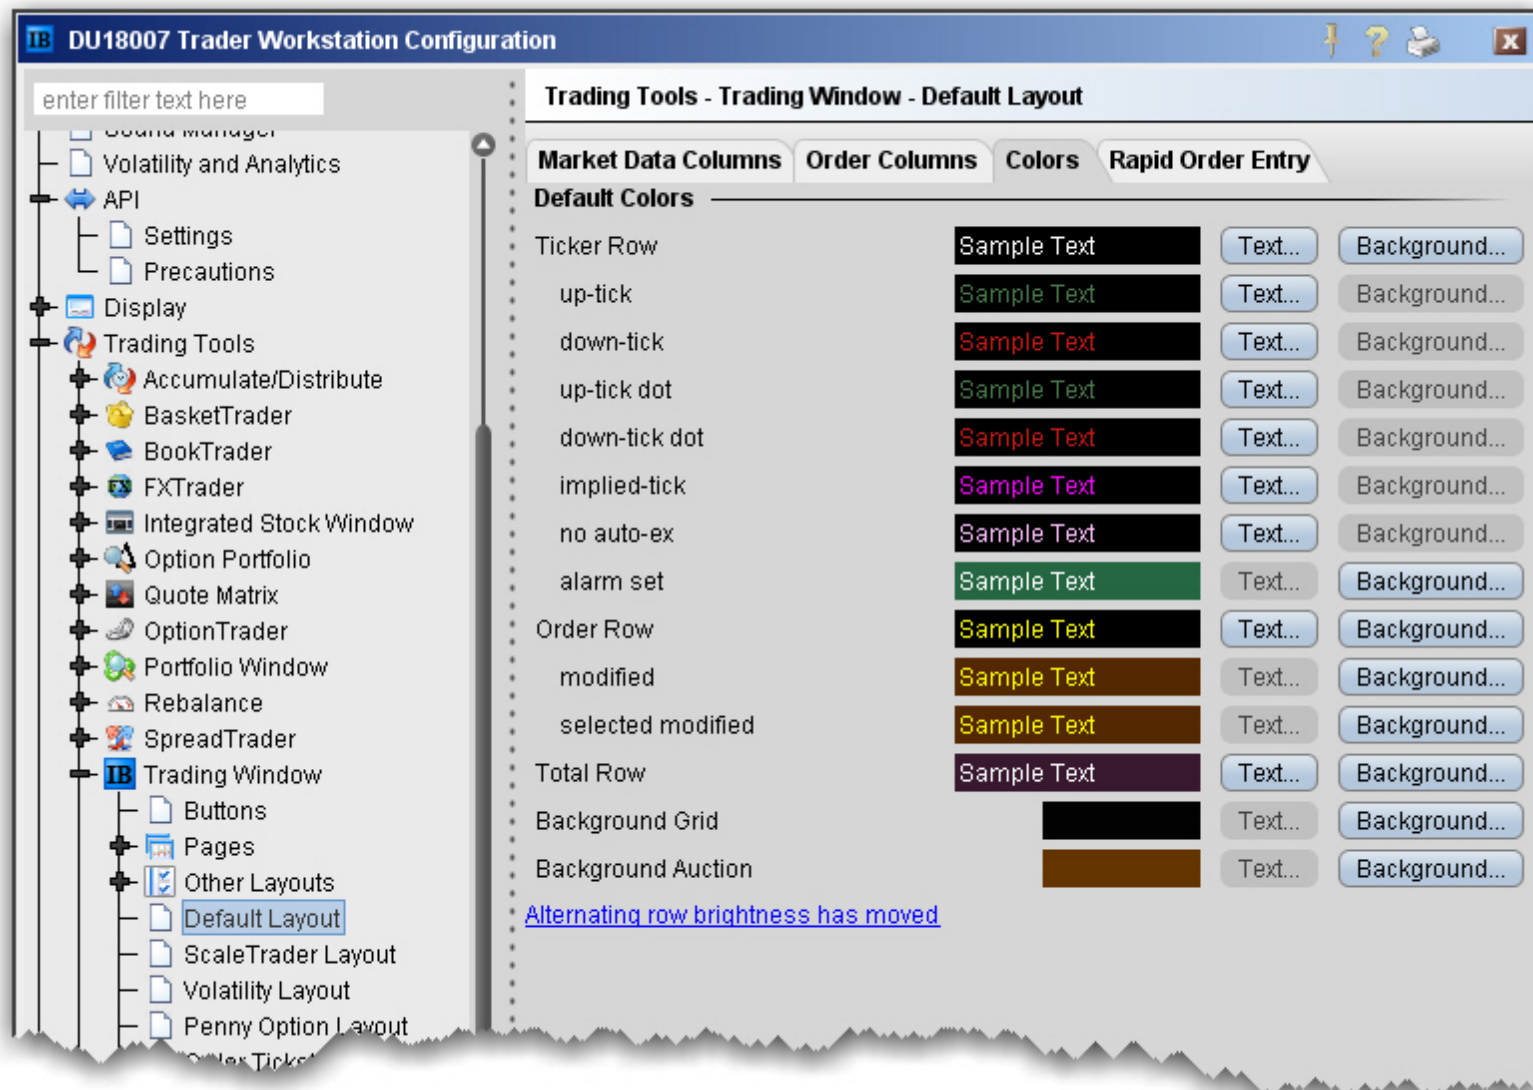 IB DU18007 Trader Workstation Configuration
enter filter text here
Sound Manager
Volatility and Analytics
API
Settings
Precautions
Display
Trading Tools
Accumulate/Distribute
BasketTrader
BookTrader
FX FXTrader
Integrated Stock Window
Option Portfolio
Quote Matrix
OptionTrader
Portfolio Window
Rebalance
SpreadTrader
IB Trading Window
Buttons
Pages
Other Layouts
Default Layout
ScaleTrader Layout
Volatility Layout
Penny Option Layout
Trading Tools - Trading Window - Default Layout
Market Data Columns Order Columns Colors Rapid Order Entry
Default Colors
Ticker Row Sample Text Text... Background...
up-tick Sample Text Text... Background...
down-tick Sample Text Text... Background...
up-tick dot Sample Text Text... Background...
down-tick dot Sample Text Text... Background...
implied-tick Sample Text Text... Background...
no auto-ex Sample Text Text... Background...
alarm set Sample Text Text... Background...
Order Row Sample Text Text... Background...
modified Sample Text Text... Background...
selected modified Sample Text Text... Background...
Total Row Sample Text Text... Background...
Background Grid Text... Background...
Background Auction Text... Background...
Alternating row brightness has moved